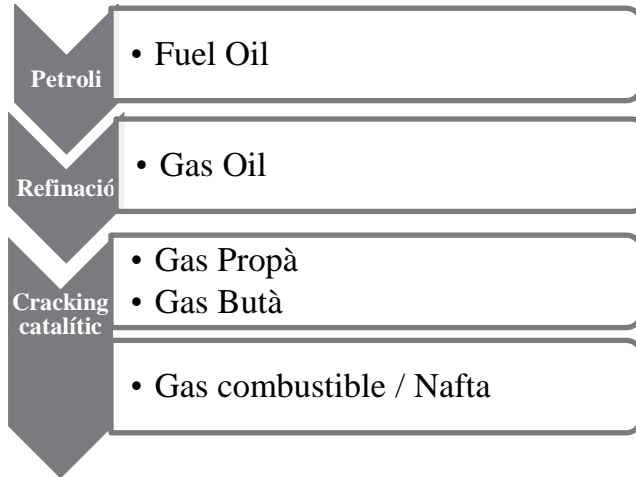 Petroli
• Fuel Oil
Refinació
• Gas Oil
Cracking
catalític
• Gas Propà
• Gas Butà
• Gas combustible / Nafta